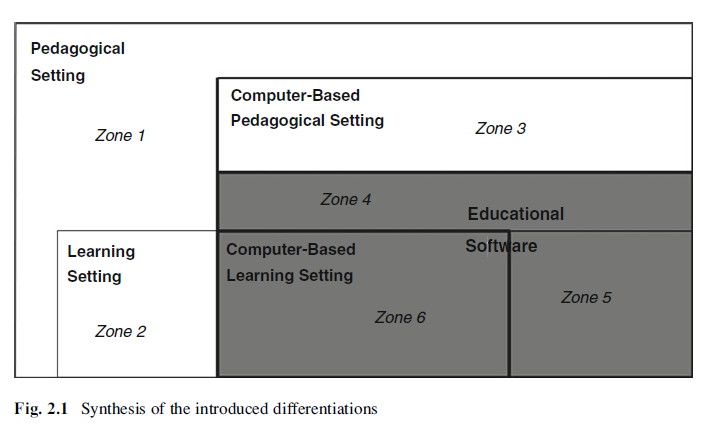 Pedagogical
Setting
Computer-Based
Pedagogical Setting
Zone 1
Zone 3
Zone 4
Educational
Software
Learning
Setting
Computer-Based
Learning Setting
Zone 5
Zone 2
Zone 6
Fig. 2.1 Synthesis of the introduced differentiations